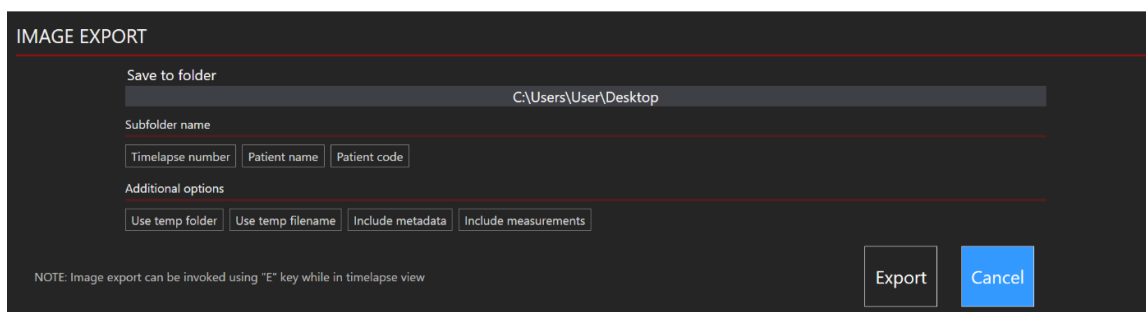 IMAGE EXPORT
Save to folder
C:\Users\User\Desktop
Subfolder name
Timelapse number Patient name Patient code
Additional options
Use temp folder Use temp filename Include metadata Include measurements
NOTE: Image export can be invoked using "E" key while in timelapse view
Export Cancel